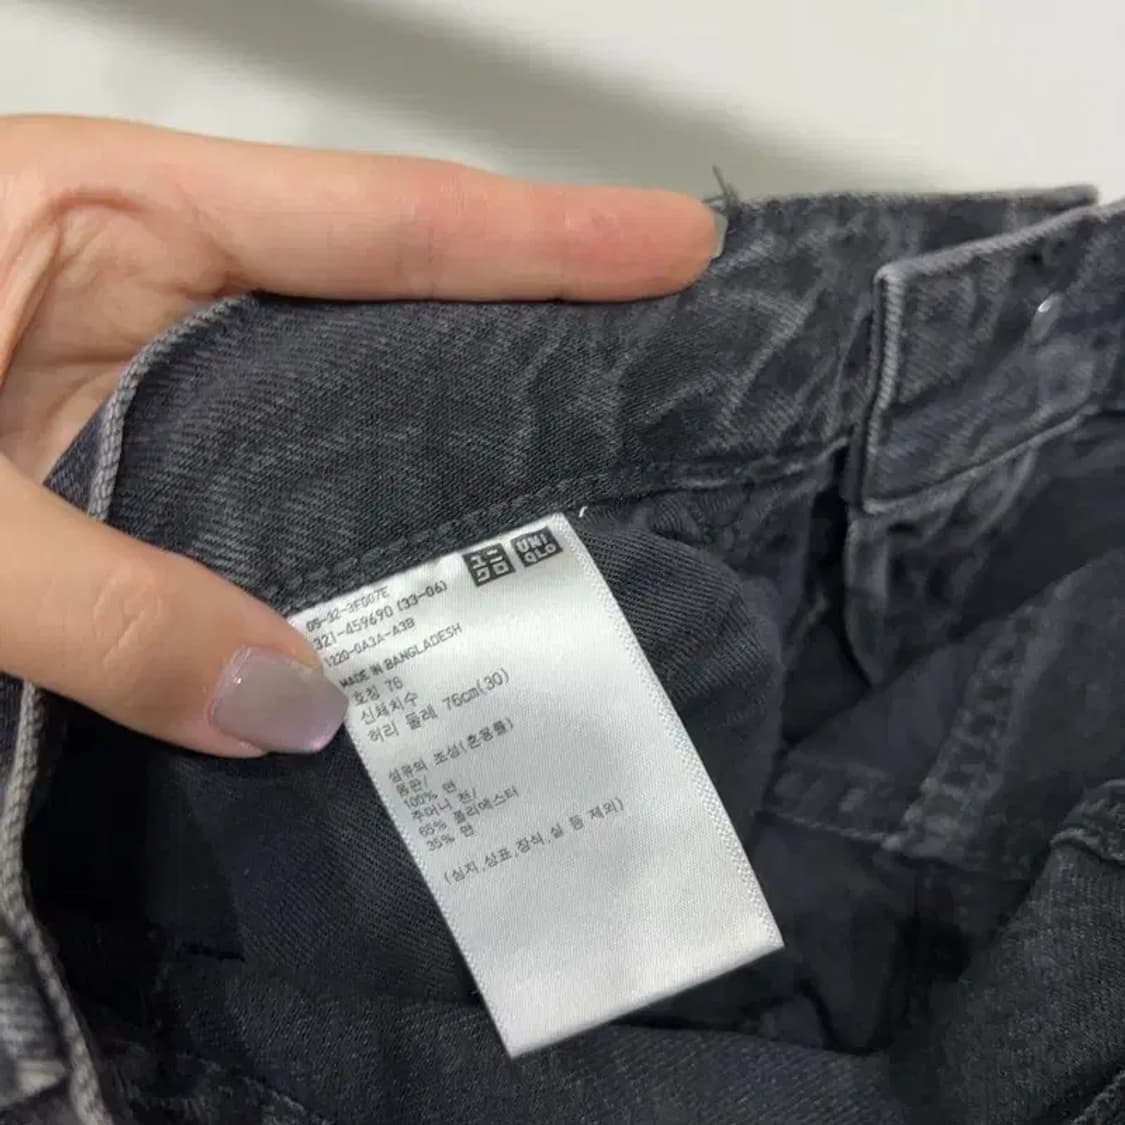 ユニ
クロ
UNI
QLO
05-32-3F007E
321-459690 (33-06)
1220-0A3A-A3B
MADE IN BANGLADESH
호칭 76
신체치수
허리 둘레 76cm(30)
섬유의 조성(혼용률)
몸판/
100% 면
주머니 천/
65% 폴리에스터
35% 면
(심지,상표,장식,실 등 제외)